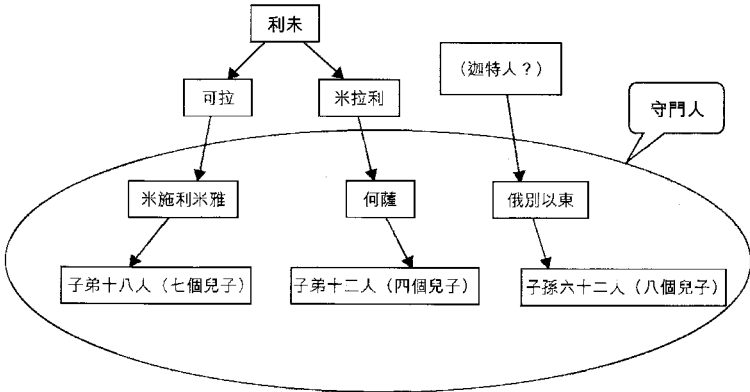 利未
(迦特人?)
可拉
米拉利
守門人
米施利米雅
何薩
俄別以東
子弟十八人(七個兒子)
子弟十二人(四個兒子)
子孫六十二人(八個兒子)